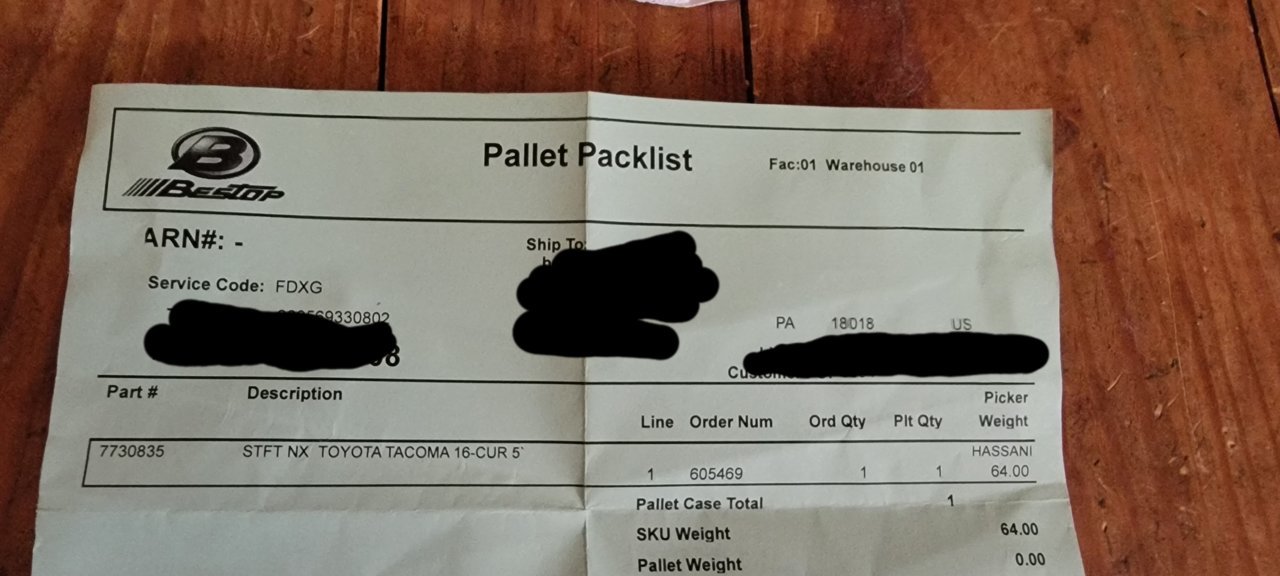 B
BESTOP
Pallet Packlist
Fac:01 Warehouse 01
ARN#: -
Ship To:
Service Code: FDXG
69330802
PA 18018 US
8
Part # Description
Line Order Num Ord Qty Plt Qty Picker Weight
7730835 STFT NX TOYOTA TACOMA 16-CUR 5`
HASSANI
1 605469 1 1 64.00
Pallet Case Total 1
SKU Weight 64.00
Pallet Weight 0.00